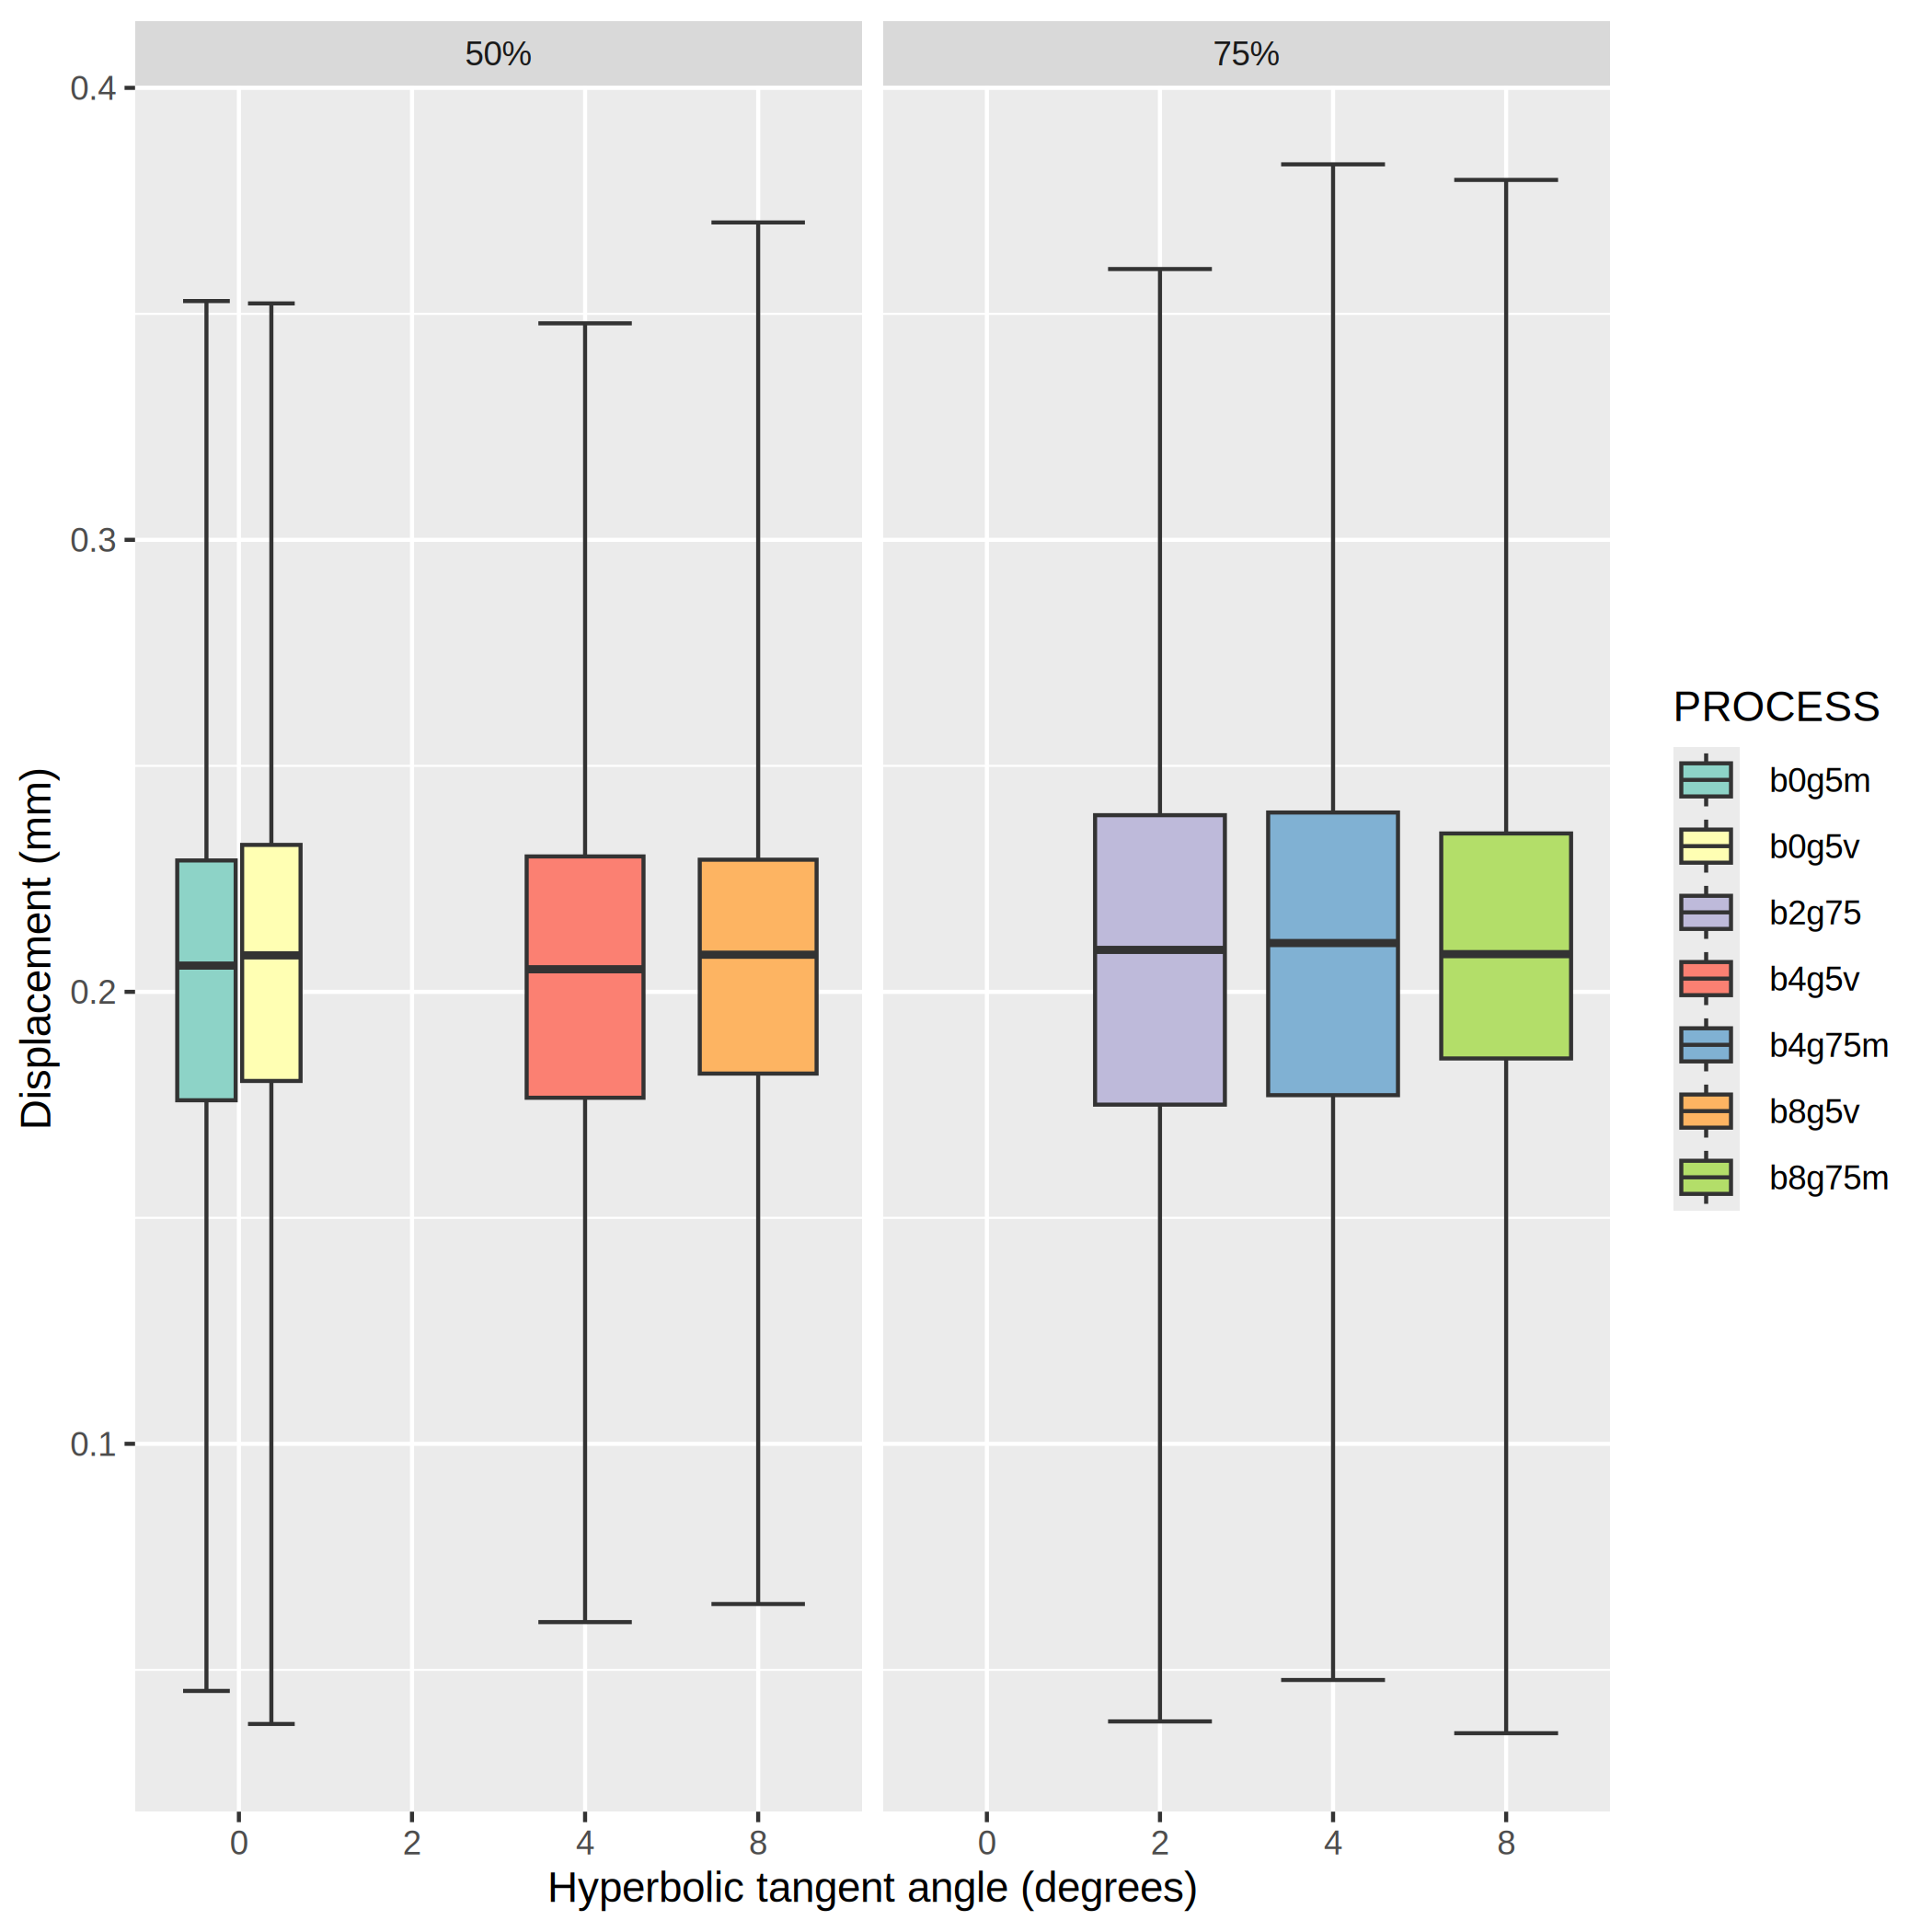 50%
75%
0.4
0.3
0.2
0.1
Displacement (mm)
0 2 4 8
0 2 4 8
Hyperbolic tangent angle (degrees)
PROCESS
b0g5m
b0g5v
b2g75
b4g5v
b4g75m
b8g5v
b8g75m